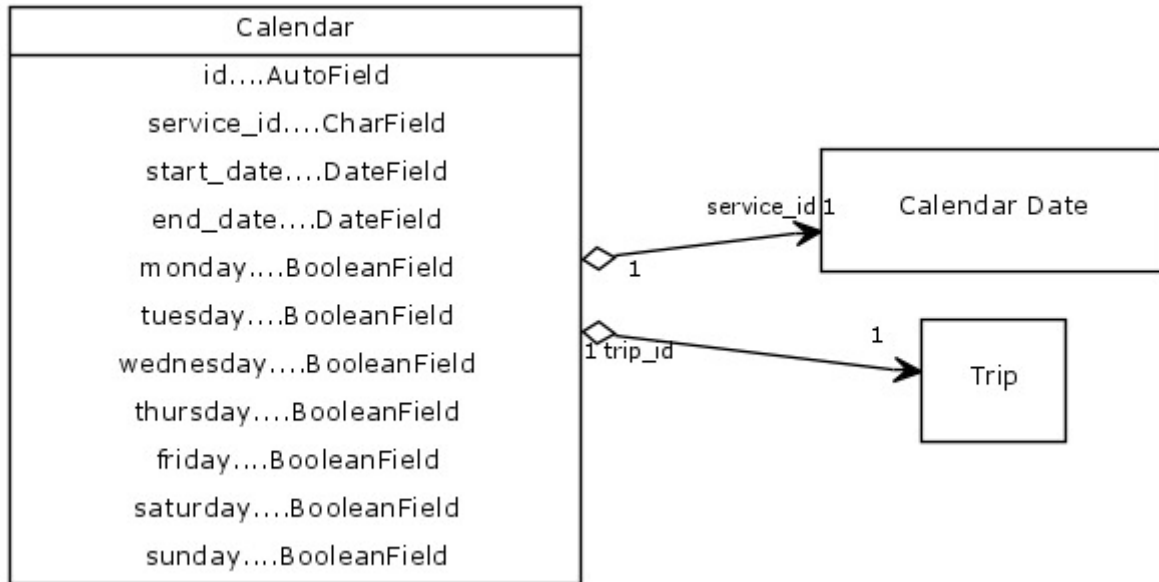 Calendar
id....AutoField
service_id....CharField
start_date....DateField
end_date....DateField
monday....BooleanField
tuesday....BooleanField
wednesday....BooleanField
thursday....BooleanField
friday....BooleanField
saturday....BooleanField
sunday....BooleanField
service_id 1
1
Calendar Date
1 trip_id
1
Trip